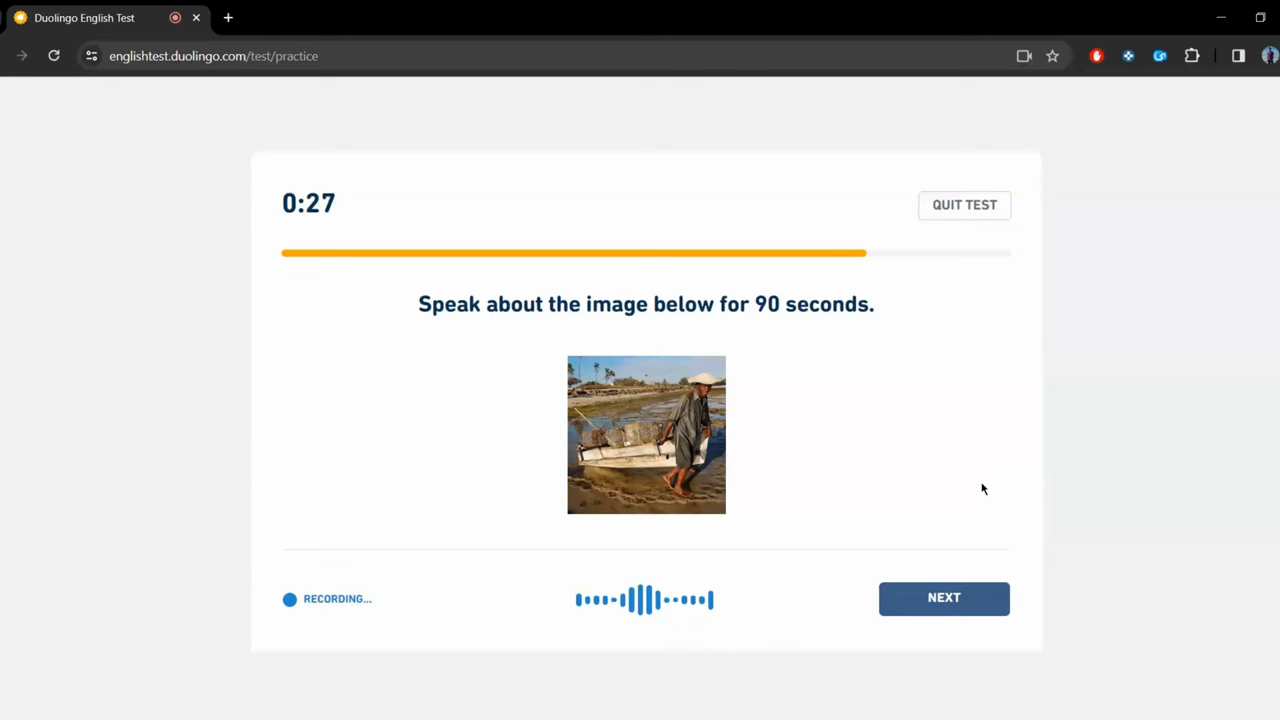 Duolingo English Test
englishtest.duolingo.com/test/practice
0:27
QUIT TEST
Speak about the image below for 90 seconds.
RECORDING...
NEXT